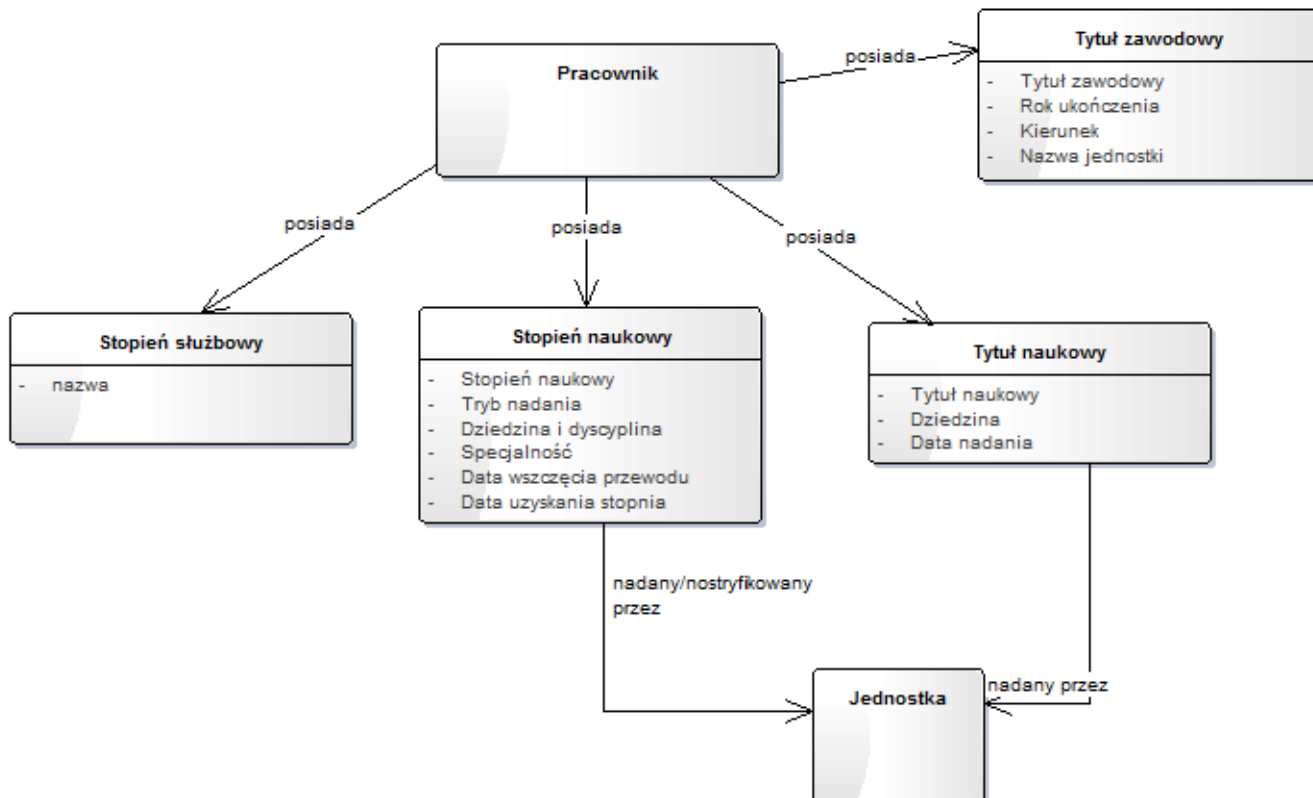 Tytuł zawodowy
- Tytuł zawodowy
- Rok ukończenia
- Kierunek
- Nazwa jednostki
Pracownik
posiada
posiada
posiada
posiada
Stopień służbowy
- nazwa
Stopień naukowy
- Stopień naukowy
- Tryb nadania
- Dziedzina i dyscyplina
- Specjalność
- Data wszczęcia przewodu
- Data uzyskania stopnia
Tytuł naukowy
- Tytuł naukowy
- Dziedzina
- Data nadania
nadany/nostryfikowany
przez
nadany przez
Jednostka